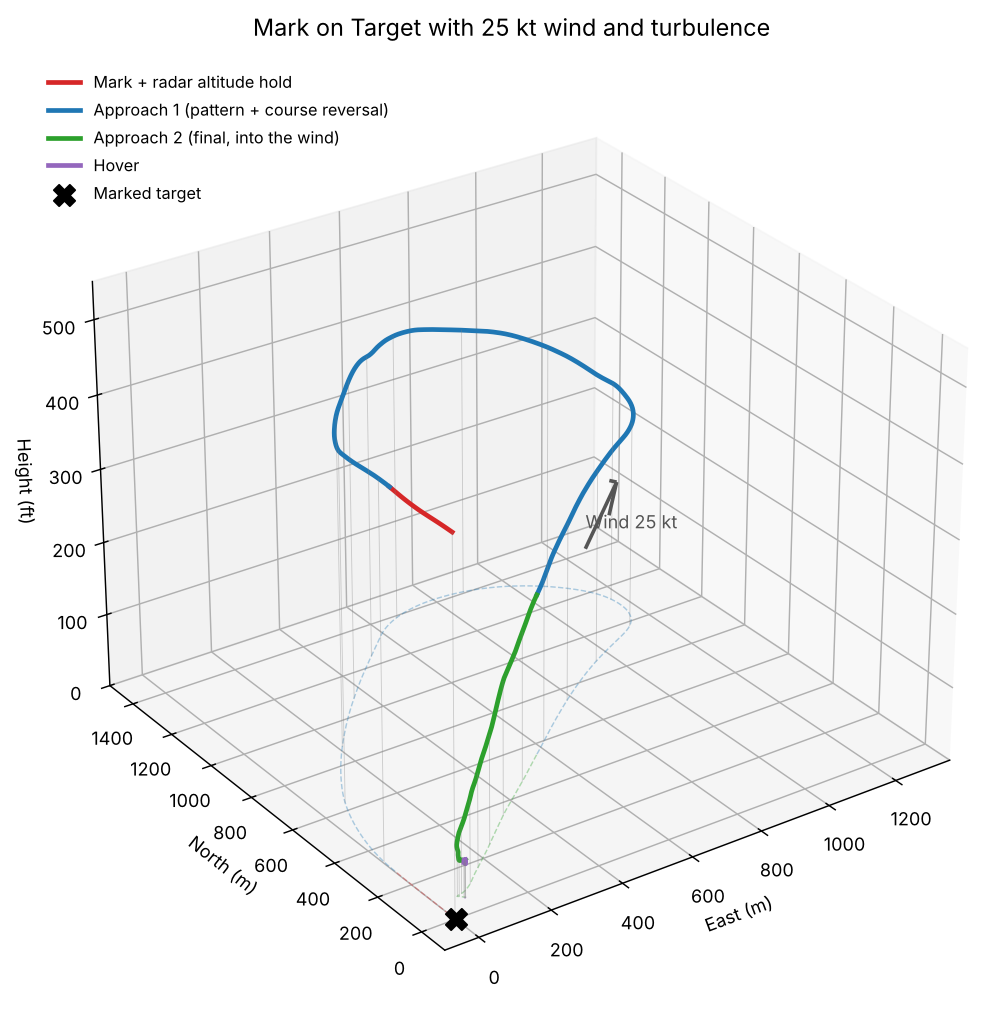 Mark on Target with 25 kt wind and turbulence
Mark + radar altitude hold
Approach 1 (pattern + course reversal)
Approach 2 (final, into the wind)
Hover
Marked target
Wind 25 kt
Height (ft)
500
400
300
200
100
0
North (m)
1400
1200
1000
800
600
400
200
0
East (m)
0
200
400
600
800
1000
1200